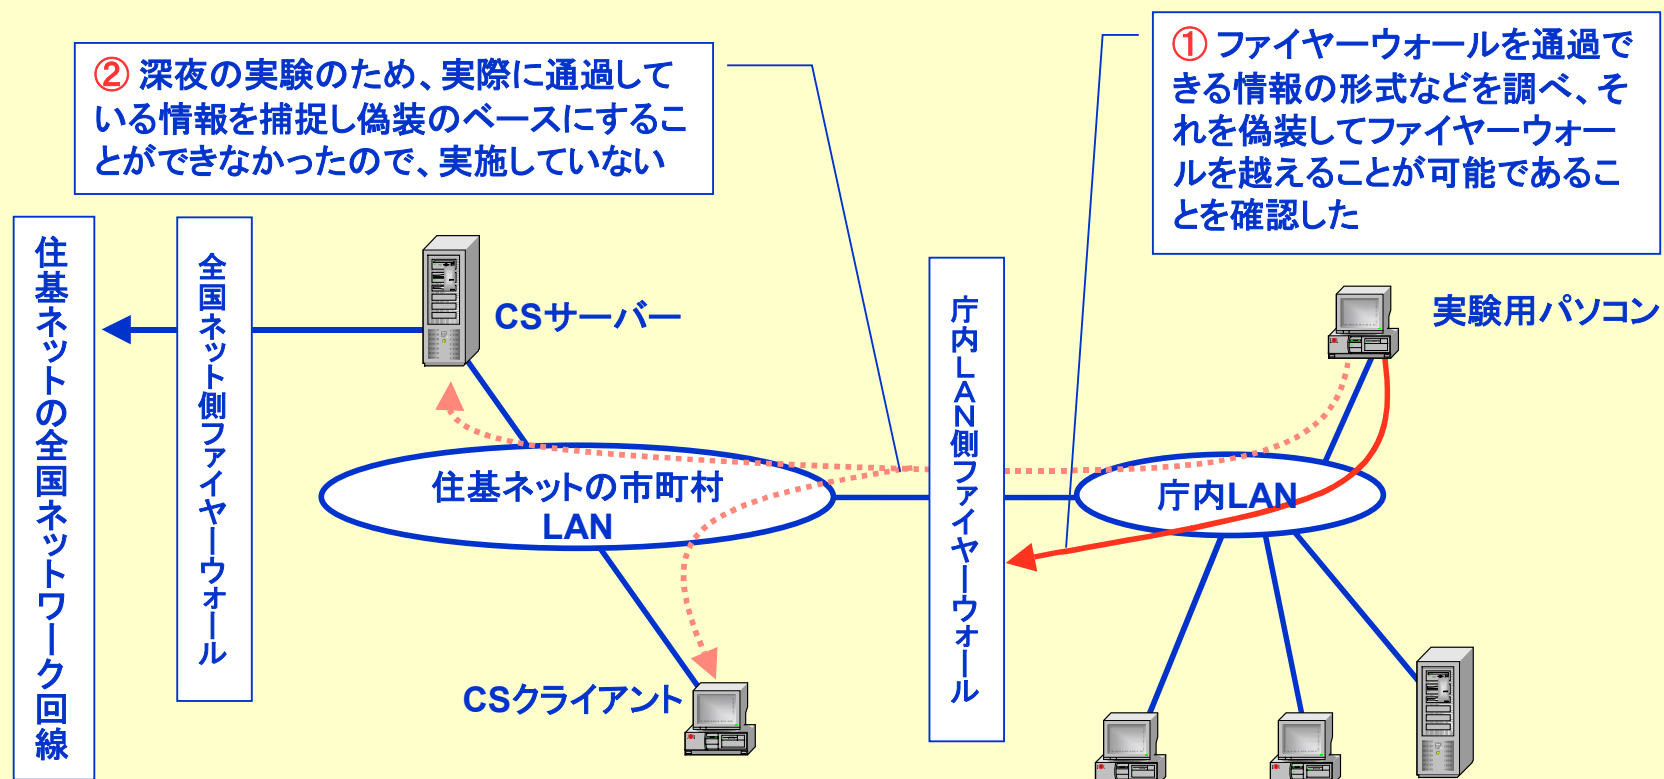 ② 深夜の実験のため、実際に通過して
いる情報を捕捉し偽装のベースにするこ
とができなかったので、実施していない
① ファイヤーウォールを通過で
きる情報の形式などを調べ、そ
れを偽装してファイヤーウォー
ルを越えることが可能であるこ
とを確認した
住基ネットの全国ネットワーク回線
全国ネット側ファイヤーウォール
CSサーバー
庁内LAN側ファイヤーウオール
実験用パソコン
住基ネットの市町村
LAN
庁内LAN
CSクライアント